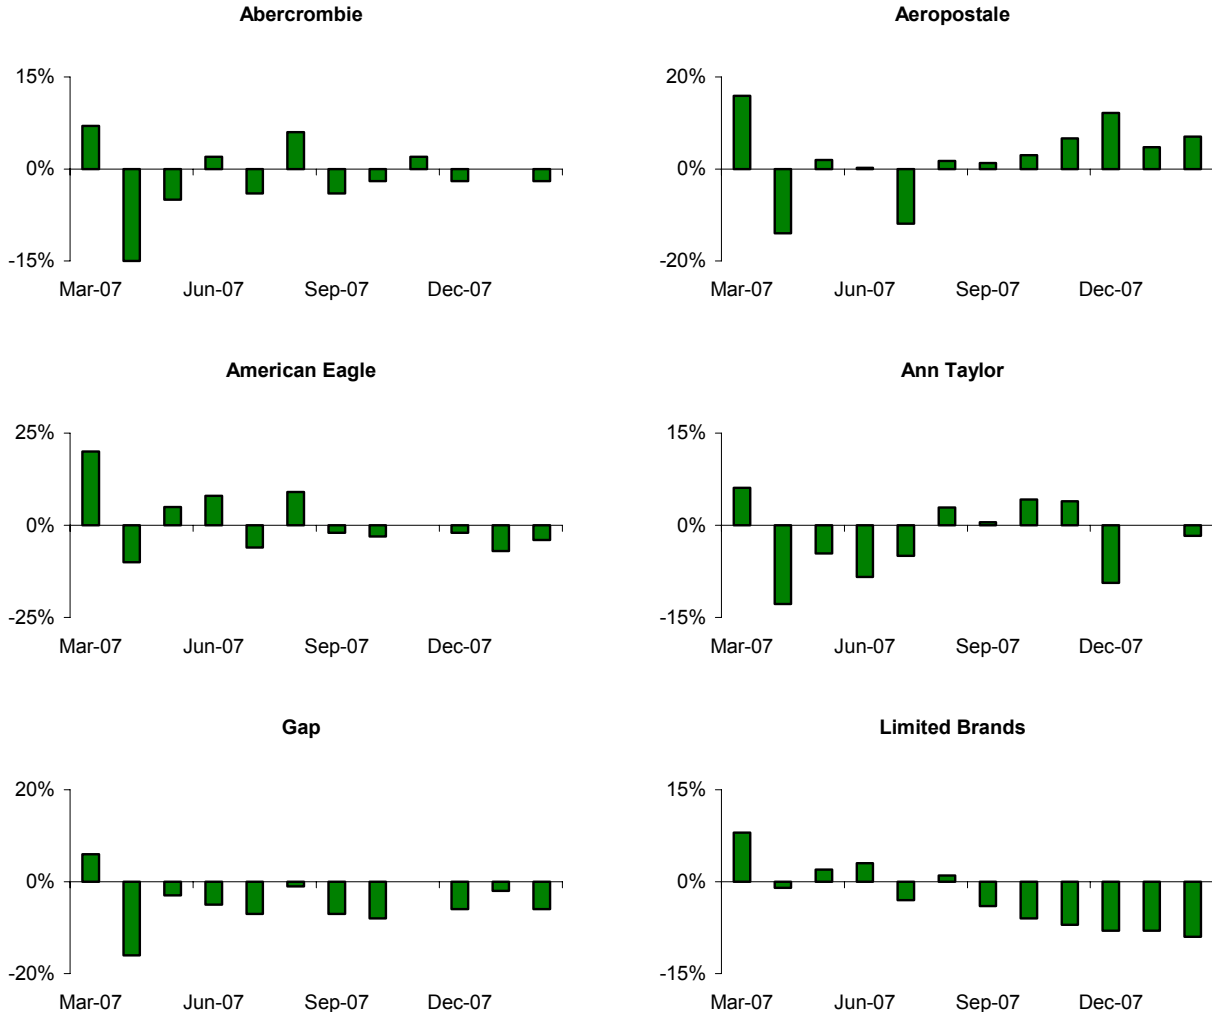 Abercrombie
15%
0%
-15%
Mar-07 Jun-07 Sep-07 Dec-07
Aeropostale
20%
0%
-20%
Mar-07 Jun-07 Sep-07 Dec-07
American Eagle
25%
0%
-25%
Mar-07 Jun-07 Sep-07 Dec-07
Ann Taylor
15%
0%
-15%
Mar-07 Jun-07 Sep-07 Dec-07
Gap
20%
0%
-20%
Mar-07 Jun-07 Sep-07 Dec-07
Limited Brands
15%
0%
-15%
Mar-07 Jun-07 Sep-07 Dec-07